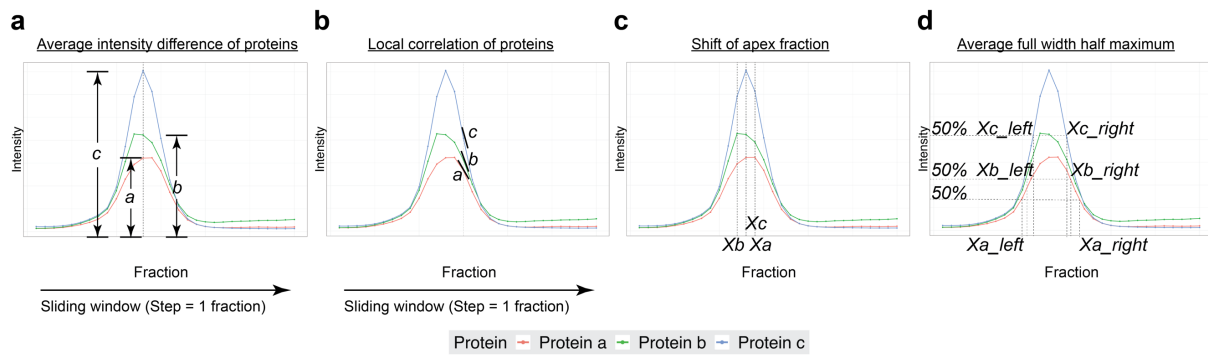 a
Average intensity difference of proteins
Intensity
c
a
b
Fraction
Sliding window (Step = 1 fraction)
b
Local correlation of proteins
Intensity
c
b
a
Fraction
Sliding window (Step = 1 fraction)
c
Shift of apex fraction
Intensity
Xc
Xb Xa
Fraction
d
Average full width half maximum
Intensity
50% Xc_left Xc_right
50% Xb_left Xb_right
50%
Xa_left Xa_right
Fraction
Protein Protein a Protein b Protein c